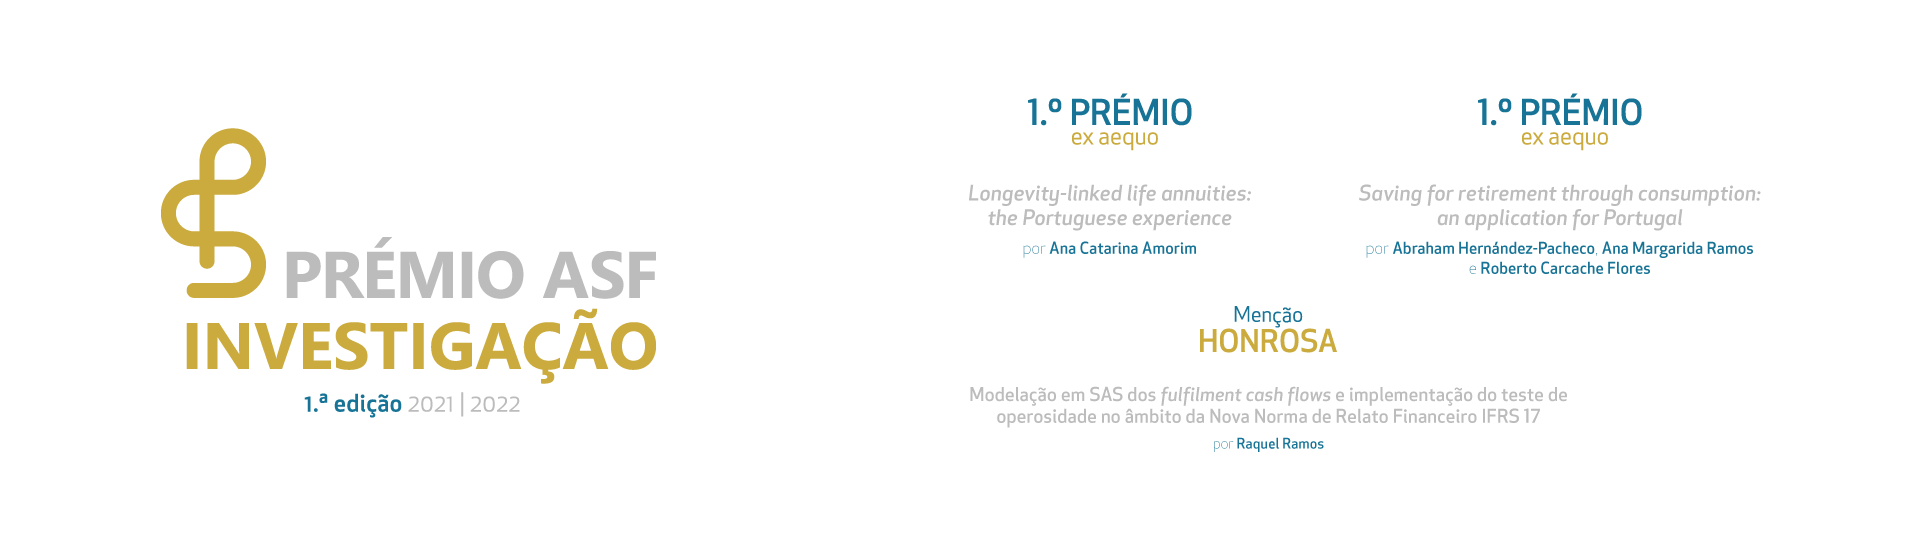 PRÉMIO ASF
INVESTIGAÇÃO
1.ª edição 2021 | 2022
1.º PRÉMIO
ex aequo
Longevity-linked life annuities:
the Portuguese experience
por Ana Catarina Amorim
1.º PRÉMIO
ex aequo
Saving for retirement through consumption:
an application for Portugal
por Abraham Hernández-Pacheco, Ana Margarida Ramos
e Roberto Carcache Flores
Menção
HONROSA
Modelação em SAS dos fulfilment cash flows e implementação do teste de
operosidade no âmbito da Nova Norma de Relato Financeiro IFRS 17
por Raquel Ramos